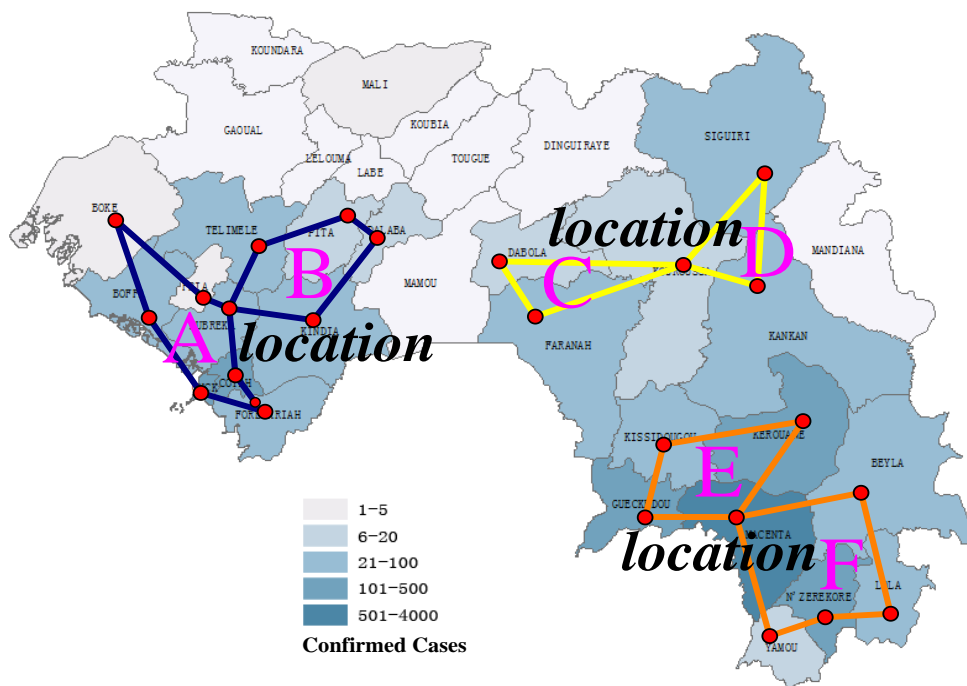 KOUNDARA
MALI
GAOUAL
KOUBIA
LELOUMA
TOUGUE
DINGUIRAYE
SIGUIRI
LABE
BOKE
TELIMELE
PITA
DALABA
location
DABOLA
MANDIANA
B
C
D
MAMOU
BOFF
A
KINDIA
location
FARANAH
KANKAN
COYAH
FORECARIAH
KISSIDOUGOU
KEROUANE
BEYLA
E
GUECKEDOU
MACENTA
location
F
LOLA
N'ZEREKORE
YAMOU
1-5
6-20
21-100
101-500
501-4000
Confirmed Cases